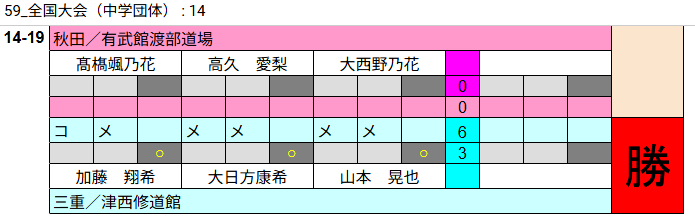 59_全国大会（中学団体）：14
14-19 秋田／有武館渡部道場
髙橋颯乃花 高久　愛梨 大西野乃花
0
0
コ メ メ メ メ メ 6
○ ○ ○ 3
勝
加藤　翔希 大日方康希 山本　晃也
三重／津西修道館